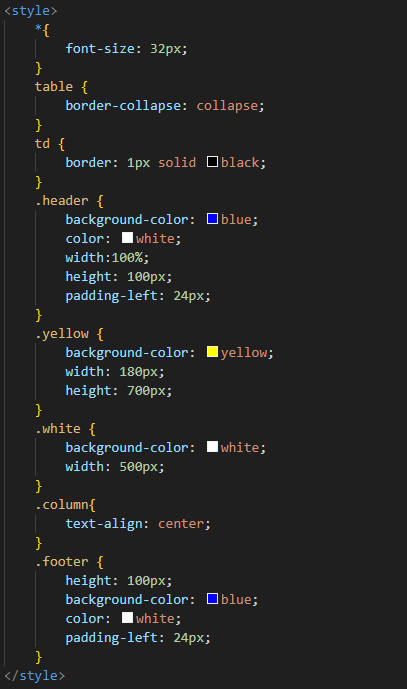 <style>
    *{
        font-size: 32px;
    }
    table {
        border-collapse: collapse;
    }
    td {
        border: 1px solid black;
    }
    .header {
        background-color: blue;
        color: white;
        width:100%;
        height: 100px;
        padding-left: 24px;
    }
    .yellow {
        background-color: yellow;
        width: 180px;
        height: 700px;
    }
    .white {
        background-color: white;
        width: 500px;
    }
    .column{
        text-align: center;
    }
    .footer {
        height: 100px;
        background-color: blue;
        color: white;
        padding-left: 24px;
    }
</style>